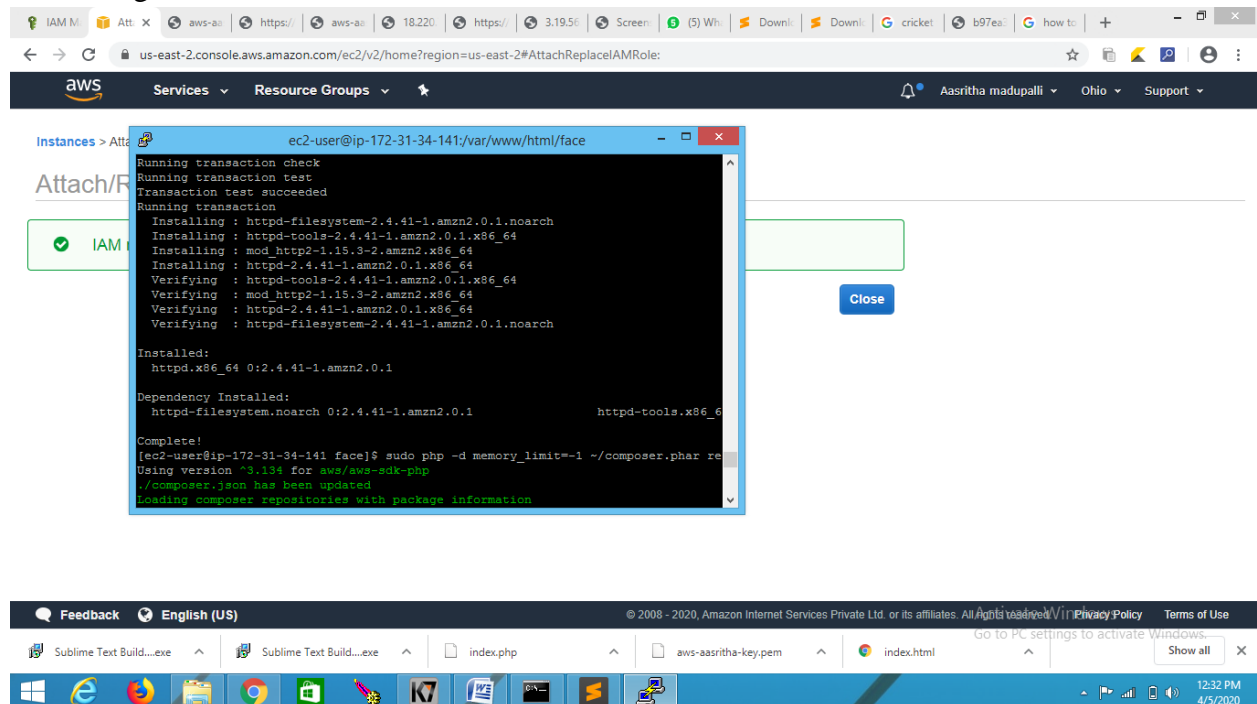 IAM M
Att
aws-aa
https://
aws-aa
18.220.
https://
3.19.56
Screen
(5) Wh
Downlo
Downlo
cricket
b97ea
how to
us-east-2.console.aws.amazon.com/ec2/v2/home?region=us-east-2#AttachReplaceIAMRole:
aws Services Resource Groups Aasritha madupalli Ohio Support
Instances > Atta
Attach/R
IAM r
Close
ec2-user@ip-172-31-34-141:/var/www/html/face
Running transaction check
Running transaction test
Transaction test succeeded
Running transaction
Installing : httpd-filesystem-2.4.41-1.amzn2.0.1.noarch
Installing : httpd-tools-2.4.41-1.amzn2.0.1.x86_64
Installing : mod_http2-1.15.3-2.amzn2.x86_64
Installing : httpd-2.4.41-1.amzn2.0.1.x86_64
Verifying : httpd-tools-2.4.41-1.amzn2.0.1.x86_64
Verifying : mod_http2-1.15.3-2.amzn2.x86_64
Verifying : httpd-2.4.41-1.amzn2.0.1.x86_64
Verifying : httpd-filesystem-2.4.41-1.amzn2.0.1.noarch
Installed:
httpd.x86_64 0:2.4.41-1.amzn2.0.1
Dependency Installed:
httpd-filesystem.noarch 0:2.4.41-1.amzn2.0.1 httpd-tools.x86_6
Complete!
[ec2-user@ip-172-31-34-141 face]$ sudo php -d memory_limit=-1 ~/composer.phar re
Using version ^3.134 for aws/aws-sdk-php
./composer.json has been updated
Loading composer repositories with package information
Feedback English (US) © 2008 - 2020, Amazon Internet Services Private Ltd. or its affiliates. All rights reserved. Privacy Policy Terms of Use
Activate Windows
Go to PC settings to activate Windows.
Sublime Text Build....exe Sublime Text Build....exe index.php aws-aasritha-key.pem index.html Show all
12:32 PM
4/5/2020